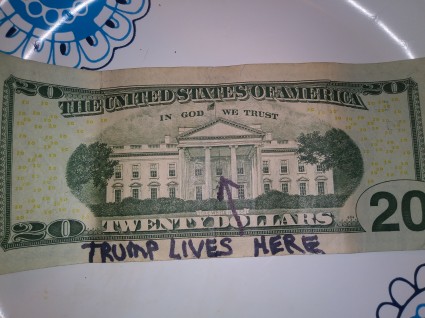 20 20
THE UNITED STATES OF AMERICA
IN GOD WE TRUST
20 TWENTY DOLLARS 20
TRUMP LIVES HERE